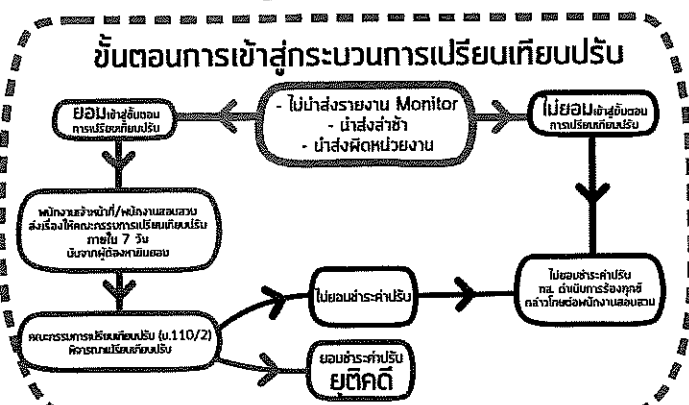 ขั้นตอนการเข้าสู่กระบวนการเปรียบเทียบปรับ
- ไม่นำส่งรายงาน Monitor
- นำส่งล่าช้า
- นำส่งผิดหน่วยงาน
ยอมเข้าสู่ขั้นตอน
การเปรียบเทียบปรับ
ไม่ยอมเข้าสู่ขั้นตอน
การเปรียบเทียบปรับ
พนักงานเจ้าหน้าที่/พนักงานสอบสวน
ส่งเรื่องให้คณะกรรมการเปรียบเทียบปรับ
ภายใน 7 วัน
นับจากผู้ต้องหายินยอม
คณะกรรมการเปรียบเทียบปรับ (ม.110/2)
พิจารณาเปรียบเทียบปรับ
ไม่ยอมชำระค่าปรับ
ยอมชำระค่าปรับ
ยุติคดี
ไม่ยอมชำระค่าปรับ
ทส. ดำเนินการร้องทุกข์
กล่าวโทษต่อพนักงานสอบสวน